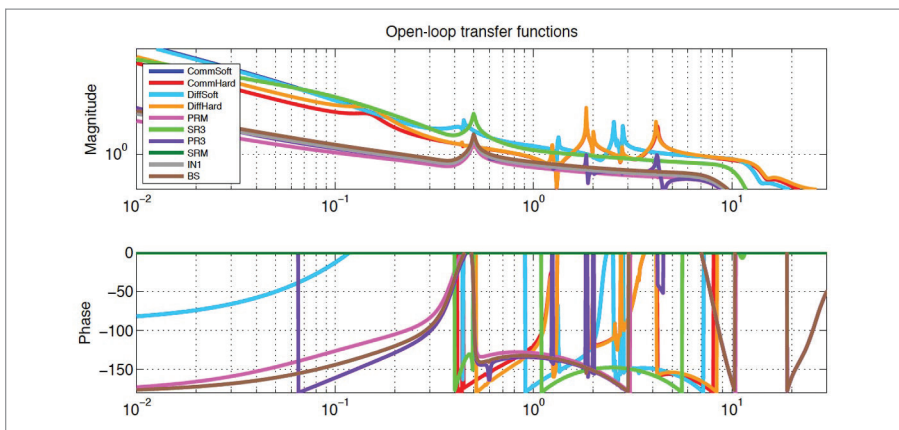 Open-loop transfer functions
Magnitude
10⁰
CommSoft
CommHard
DiffSoft
DiffHard
PRM
SR3
PR3
SRM
IN1
BS
10⁻² 10⁻¹ 10⁰ 10¹
Phase
0
−50
−100
−150
10⁻² 10⁻¹ 10⁰ 10¹